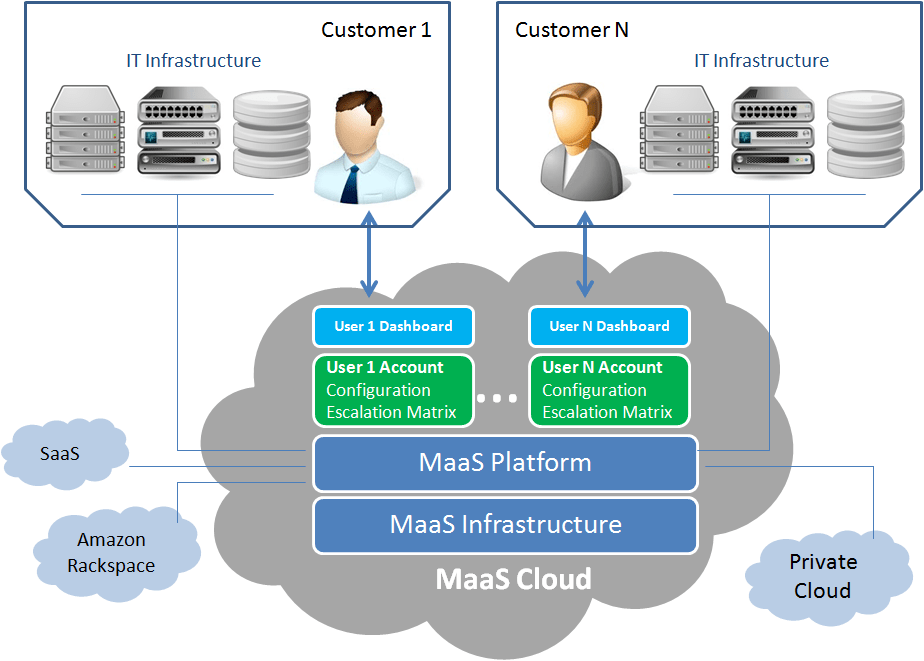 Customer 1
IT Infrastructure
Customer N
IT Infrastructure
User 1 Dashboard
User N Dashboard
User 1 Account
Configuration
Escalation Matrix
User N Account
Configuration
Escalation Matrix
SaaS
MaaS Platform
MaaS Infrastructure
Amazon
Rackspace
MaaS Cloud
Private
Cloud